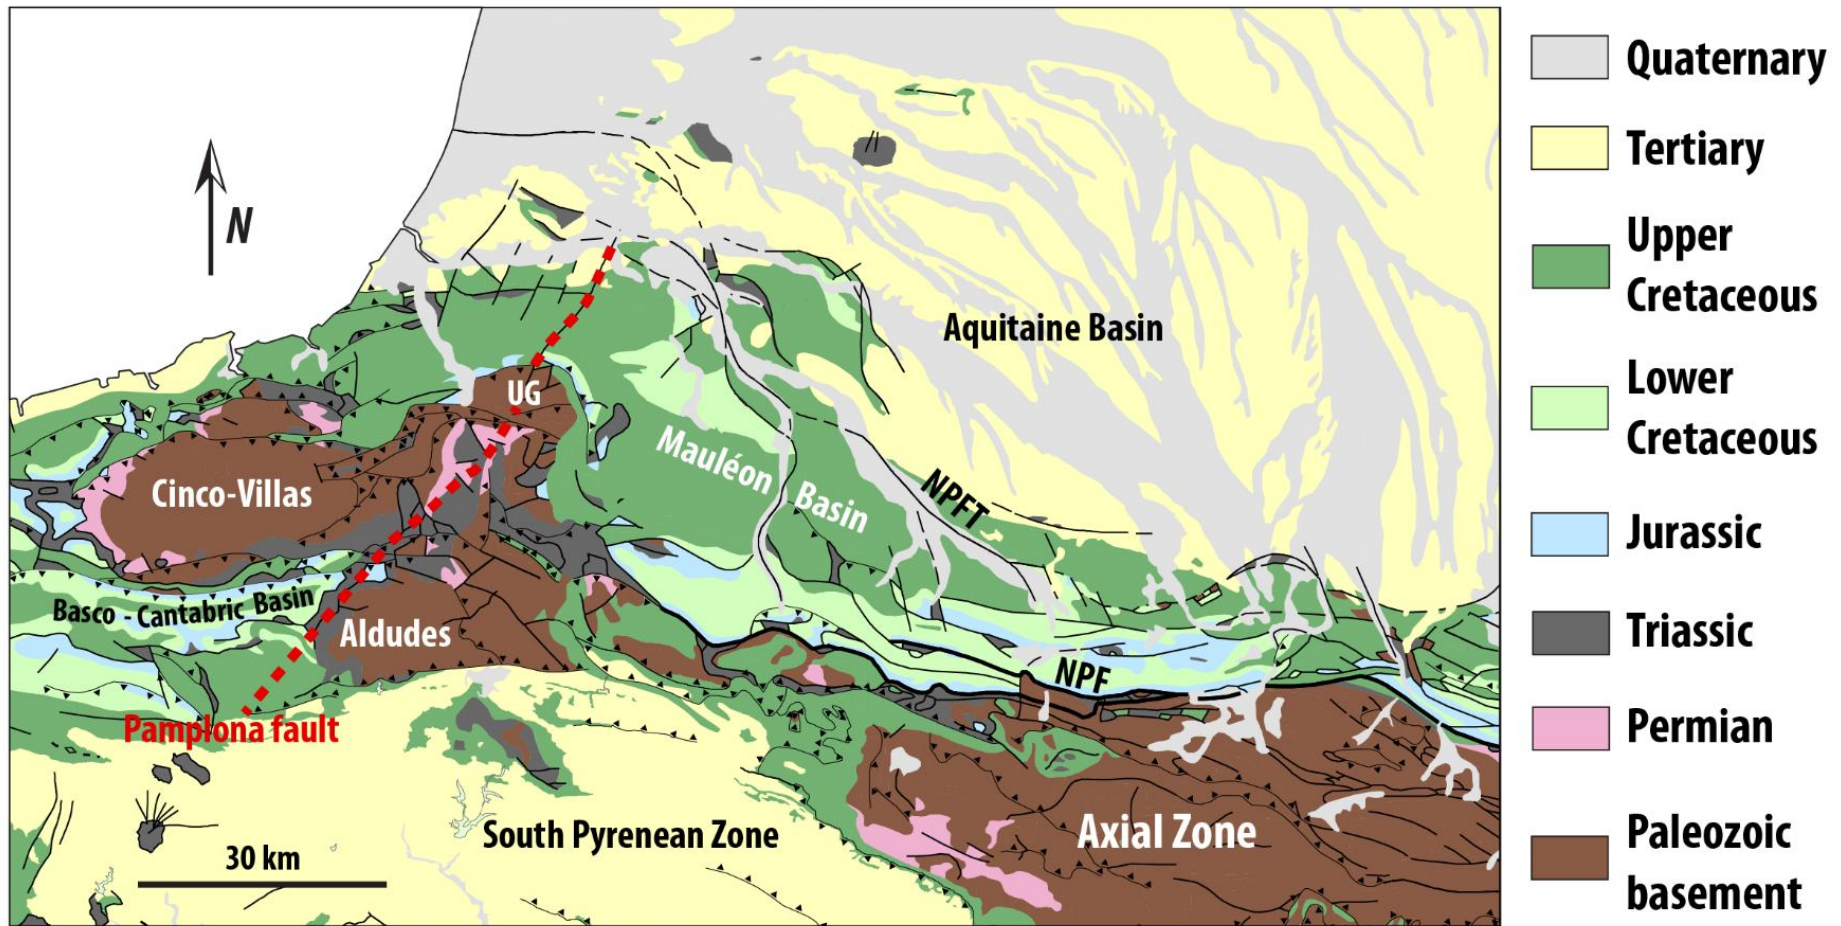 N
Aquitaine Basin
UG
Mauléon Basin
Cinco-Villas
NPFT
Basco - Cantabric Basin
Aldudes
NPF
Pamplona fault
South Pyrenean Zone
Axial Zone
30 km
Quaternary
Tertiary
Upper
Cretaceous
Lower
Cretaceous
Jurassic
Triassic
Permian
Paleozoic
basement